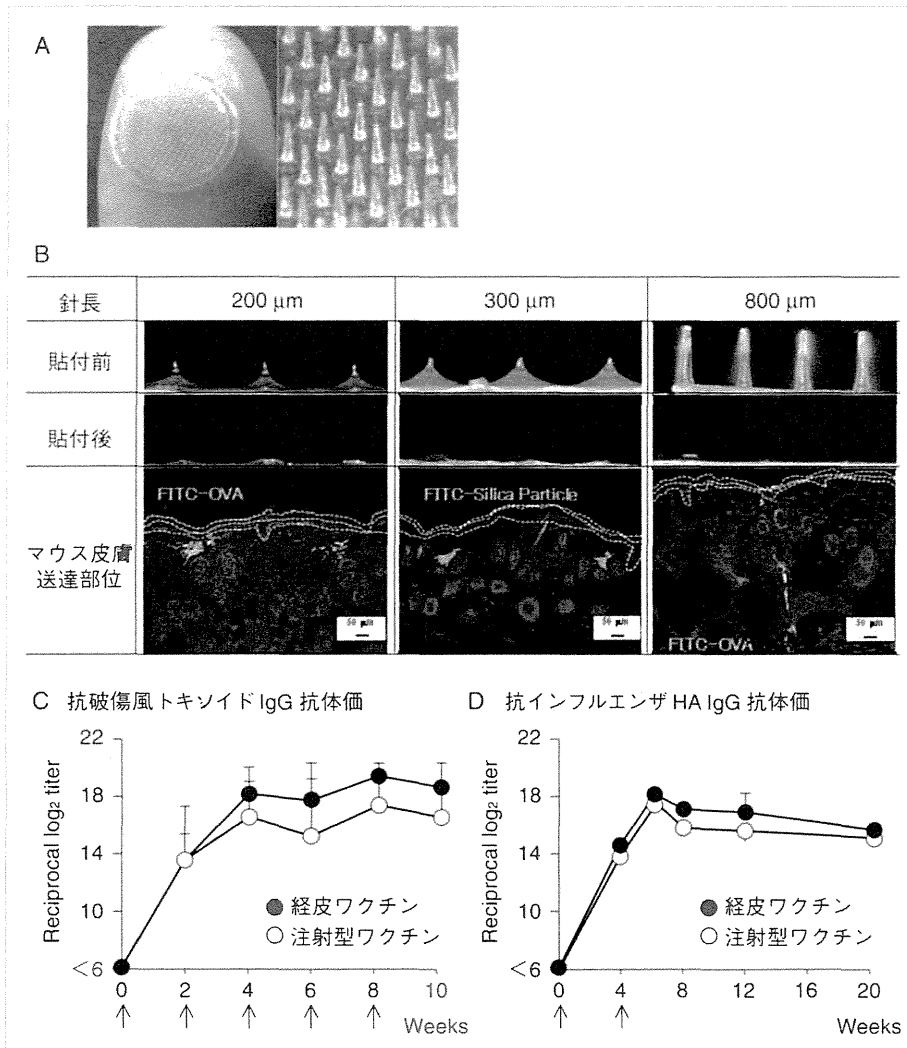 A
B
針長 200 μm 300 μm 800 μm
貼付前
貼付後
マウス皮膚
送達部位
FITC-OVA
50 μm
FITC-Silica Particle
50 μm
FITC-OVA
50 μm
C 抗破傷風トキソイド IgG 抗体価
22
18
14
10
<6
Reciprocal log₂ titer
● 経皮ワクチン
○ 注射型ワクチン
0 2 4 6 8 10
↑ ↑ ↑ ↑ ↑ Weeks
D 抗インフルエンザ HA IgG 抗体価
22
18
14
10
<6
Reciprocal log₂ titer
● 経皮ワクチン
○ 注射型ワクチン
0 4 8 12 16 20
↑ ↑ Weeks